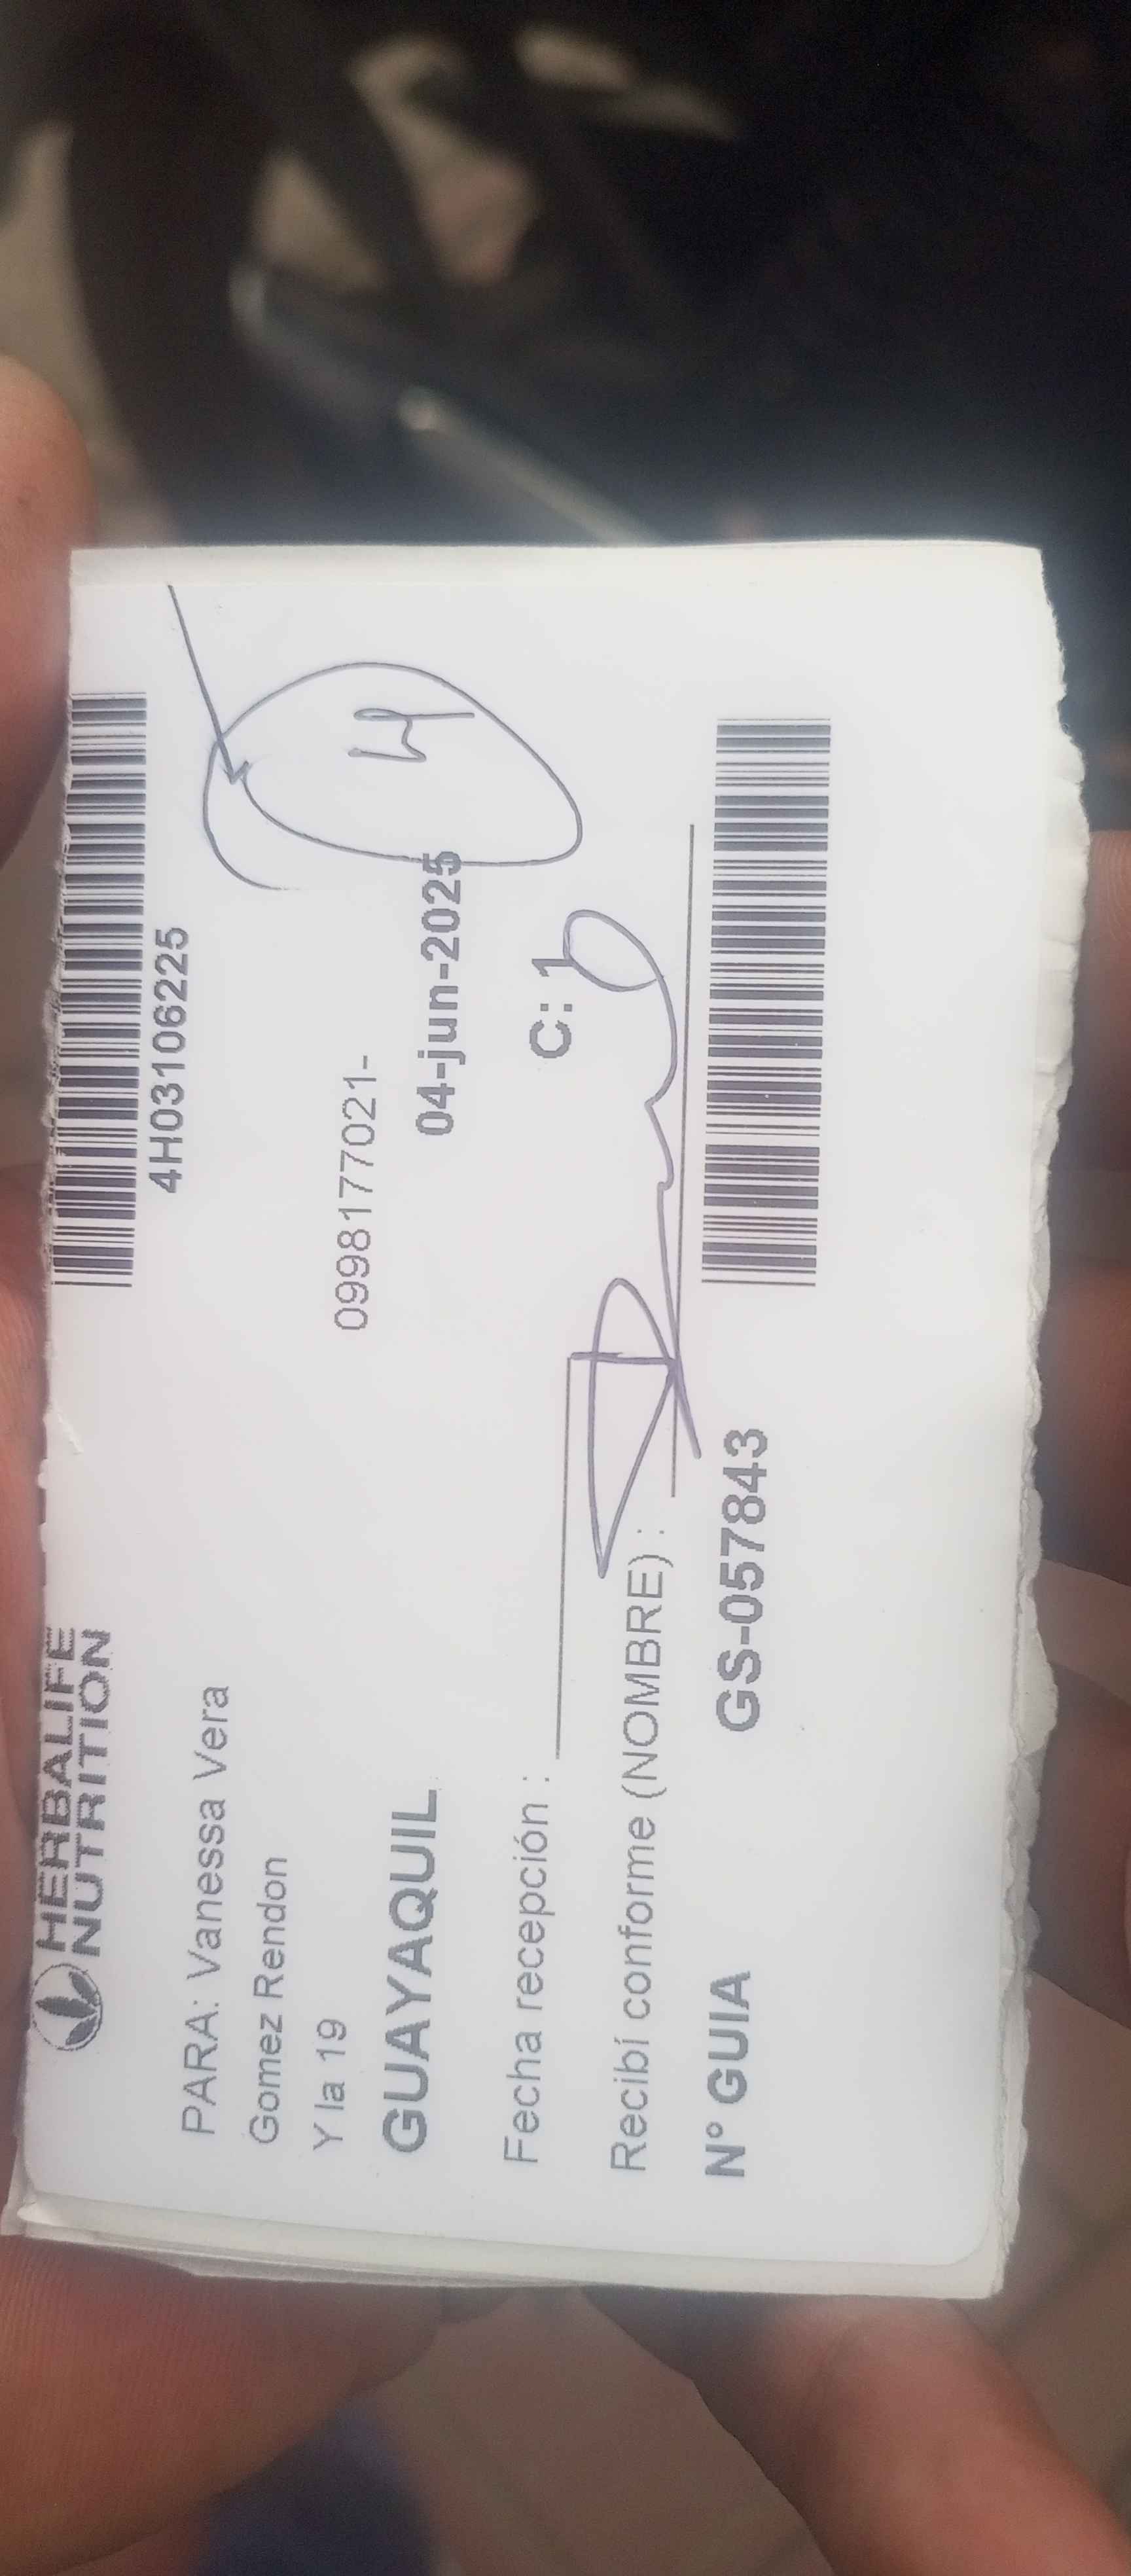 HERBALIFE
NUTRITION
4H03106225
PARA: Vanessa Vera
Gomez Rendon
Y la 19
0998177021-
GUAYAQUIL
04-jun-2025
Fecha recepción :
C: 1
Recibí conforme (NOMBRE) :
N° GUIA GS-057843